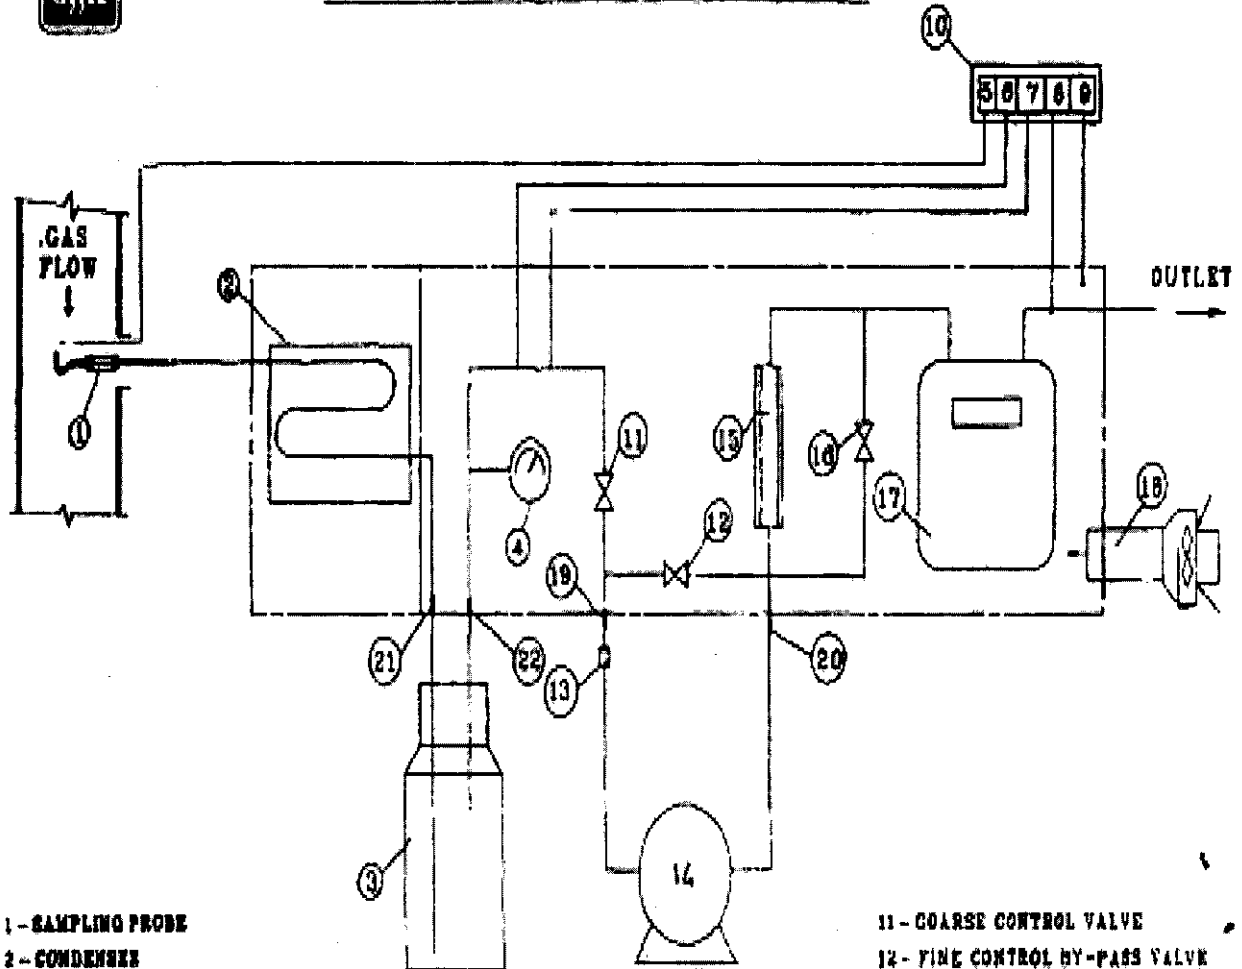 10
5 6 7 8 9
.GAS
FLOW
OUTLET
2
1
11
15
16
18
17
12
4
19
21
22
20
13
3
14
1 - SAMPLING PROBE
2 - CONDENSER
11 - COARSE CONTROL VALVE
12 - FINE CONTROL BY-PASS VALVE